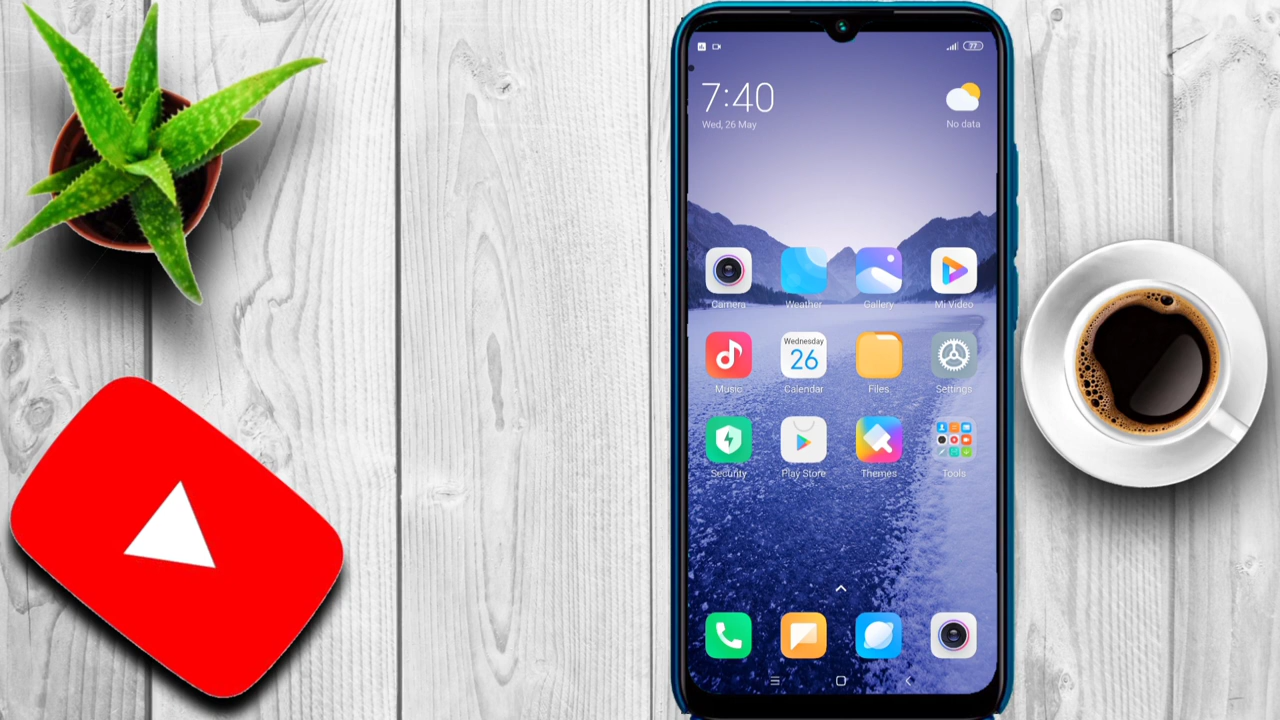 77
7:40
Wed, 26 May
No data
Camera
Weather
Gallery
Mi Video
Music
Wednesday
26
Calendar
Files
Settings
Security
Play Store
Themes
Tools